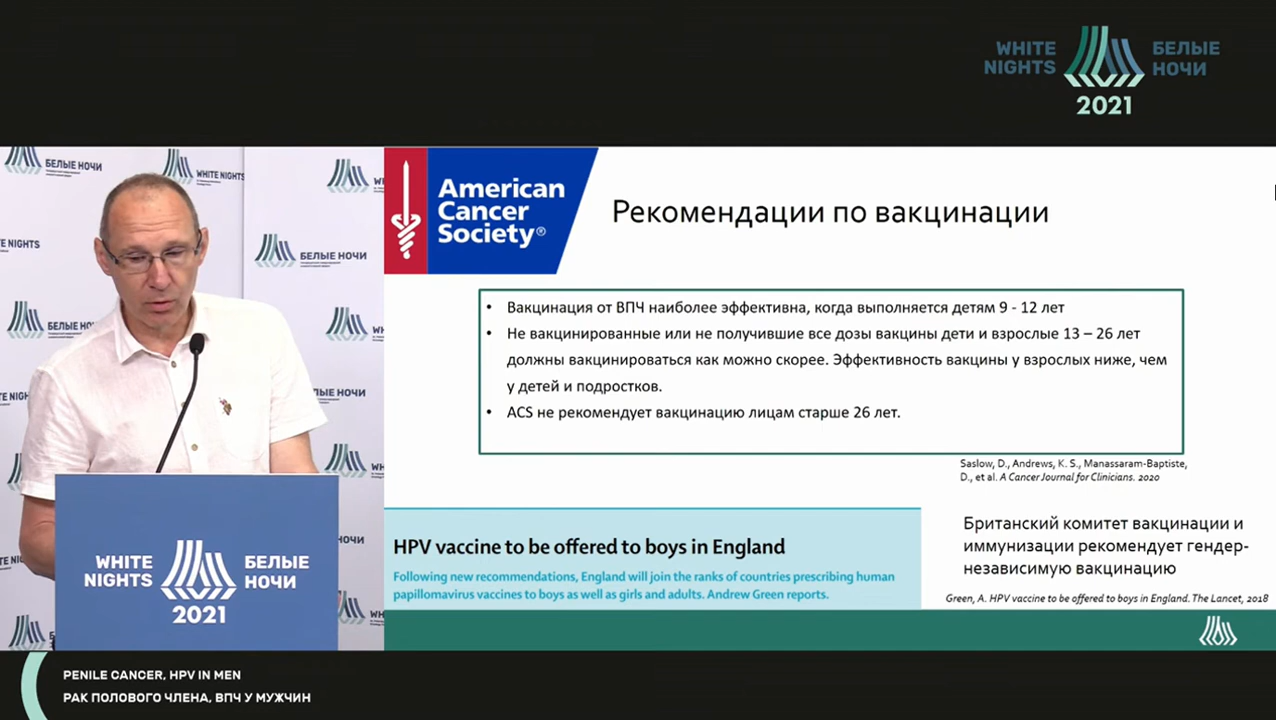 WHITE NIGHTS
БЕЛЫЕ НОЧИ
2021
БЕЛЫЕ НОЧИ
WHITE NIGHTS
БЕЛЫЕ НОЧИ
American
Cancer
Society®
Рекомендации по вакцинации
• Вакцинация от ВПЧ наиболее эффективна, когда выполняется детям 9 - 12 лет
• Не вакцинированные или не получившие все дозы вакцины дети и взрослые 13 – 26 лет
должны вакцинироваться как можно скорее. Эффективность вакцины у взрослых ниже, чем
у детей и подростков.
• ACS не рекомендует вакцинацию лицам старше 26 лет.
Saslow, D., Andrews, K. S., Manassaram-Baptiste,
D., et al. A Cancer Journal for Clinicians. 2020
HPV vaccine to be offered to boys in England
Following new recommendations, England will join the ranks of countries prescribing human
papillomavirus vaccines to boys as well as girls and adults. Andrew Green reports.
Британский комитет вакцинации и
иммунизации рекомендует гендер-
независимую вакцинацию
Green, A. HPV vaccine to be offered to boys in England. The Lancet, 2018
WHITE NIGHTS
БЕЛЫЕ НОЧИ
2021
PENILE CANCER, HPV IN MEN
РАК ПОЛОВОГО ЧЛЕНА, ВПЧ У МУЖЧИН